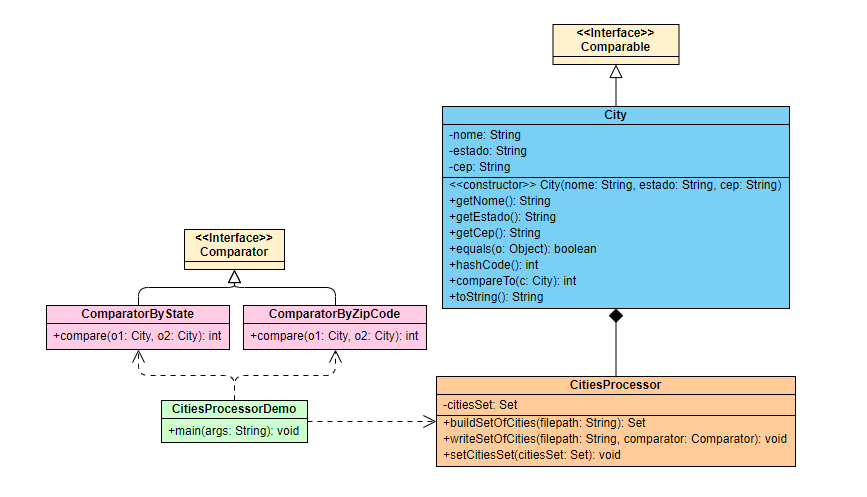 <<Interface>>
Comparable
City
-nome: String
-estado: String
-cep: String
<<constructor>> City(nome: String, estado: String, cep: String)
+getNome(): String
+getEstado(): String
+getCep(): String
+equals(o: Object): boolean
+hashCode(): int
+compareTo(c: City): int
+toString(): String
<<Interface>>
Comparator
ComparatorByState
+compare(o1: City, o2: City): int
ComparatorByZipCode
+compare(o1: City, o2: City): int
CitiesProcessorDemo
+main(args: String): void
CitiesProcessor
-citiesSet: Set
+buildSetOfCities(filepath: String): Set
+writeSetOfCities(filepath: String, comparator: Comparator): void
+setCitiesSet(citiesSet: Set): void